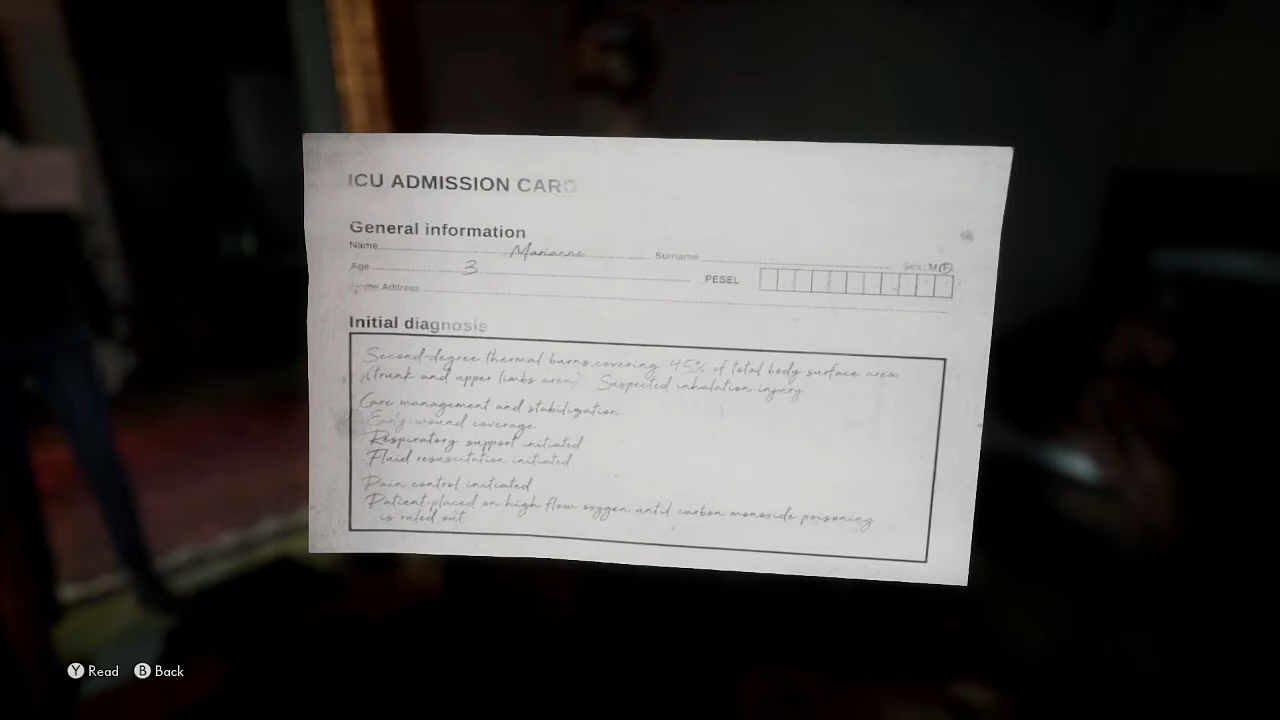 ICU ADMISSION CARD
General information
Name Marianne Surname Sex: M F
Age 3 PESEL
Home Address
Initial diagnosis
Second-degree thermal burns covering 45% of total body surface area
(trunk and upper limbs area) Suspected inhalation injury
Care management and stabilization
Early wound coverage
Respiratory support initiated
Fluid resuscitation initiated
Pain control initiated
Patient placed on high flow oxygen until carbon monoxide poisoning
is ruled out
Y Read B Back